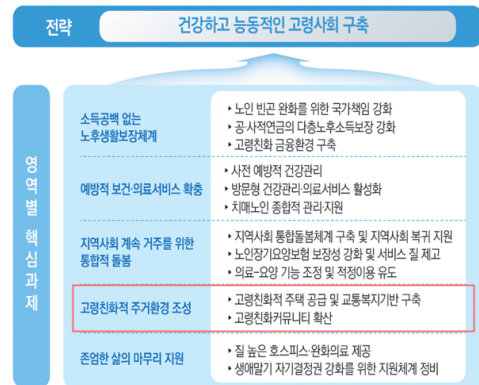 전략
건강하고 능동적인 고령사회 구축
영역별 핵심과제
소득공백 없는
노후생활보장체계
‣ 노인 빈곤 완화를 위한 국가책임 강화
‣ 공·사적연금의 다층노후소득보장 강화
‣ 고령친화 금융환경 구축
예방적 보건·의료서비스 확충
‣ 사전 예방적 건강관리
‣ 방문형 건강관리·의료서비스 활성화
‣ 치매노인 종합적 관리·지원
지역사회 계속 거주를 위한
통합적 돌봄
‣ 지역사회 통합돌봄체계 구축 및 지역사회 복귀 지원
‣ 노인장기요양보험 보장성 강화 및 서비스 질 제고
‣ 의료-요양 기능 조정 및 적정이용 유도
고령친화적 주거환경 조성
‣ 고령친화적 주택 공급 및 교통복지기반 구축
‣ 고령친화커뮤니티 확산
존엄한 삶의 마무리 지원
‣ 질 높은 호스피스·완화의료 제공
‣ 생애말기 자기결정권 강화를 위한 지원체계 정비